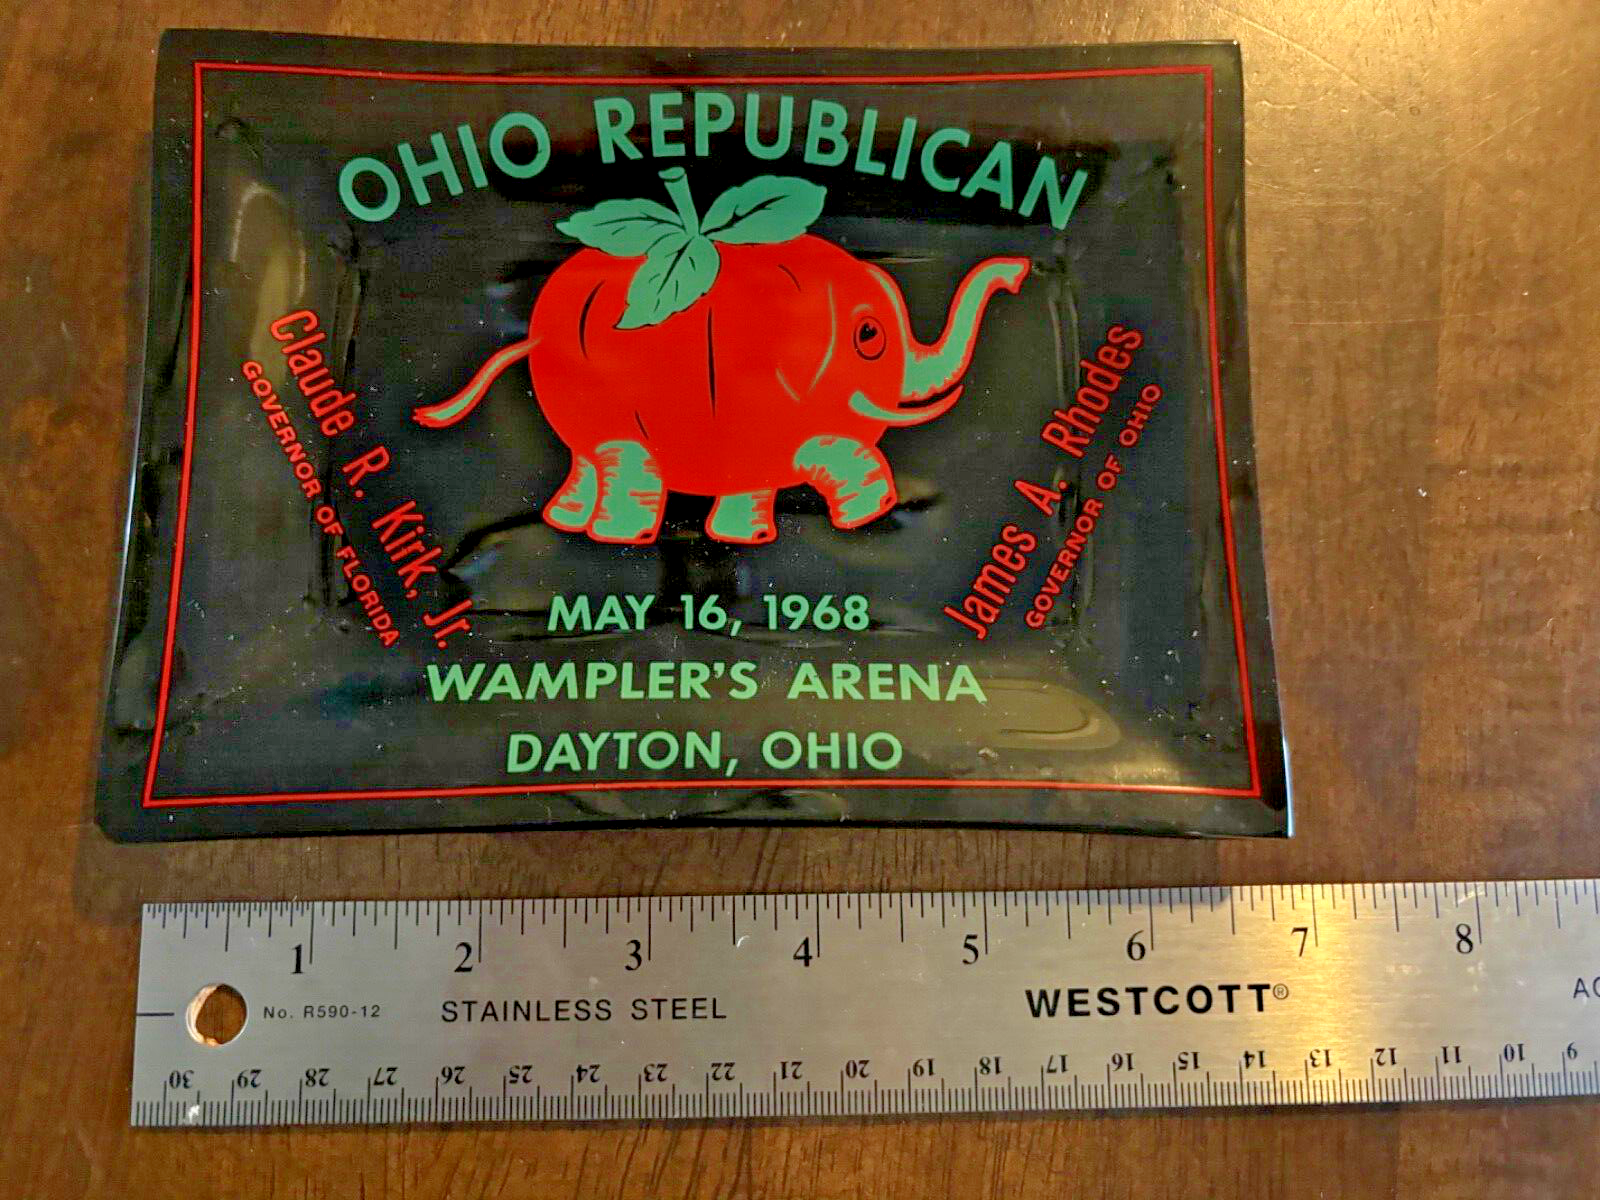 OHIO REPUBLICAN
Claude R. Kirk, Jr.
GOVERNOR OF FLORIDA
James A. Rhodes
GOVERNOR OF OHIO
MAY 16, 1968
WAMPLER'S ARENA
DAYTON, OHIO
1 2 3 4 5 6 7 8
No. R590-12 STAINLESS STEEL WESTCOTT® AC
30 29 28 27 26 25 24 23 22 21 20 19 18 17 16 15 14 13 12 11 10 9